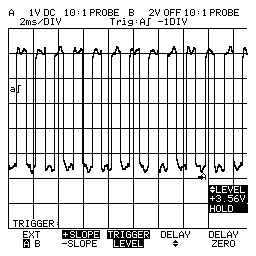 A 1V DC 10:1 PROBE B 2V OFF 10:1 PROBE
2ms/DIV Trig:A∫ -1DIV
a∫
⬍LEVEL
+3.56V
HOLD
TRIGGER:
EXT +SLOPE TRIGGER DELAY DELAY
A B -SLOPE LEVEL ⬍ ZERO